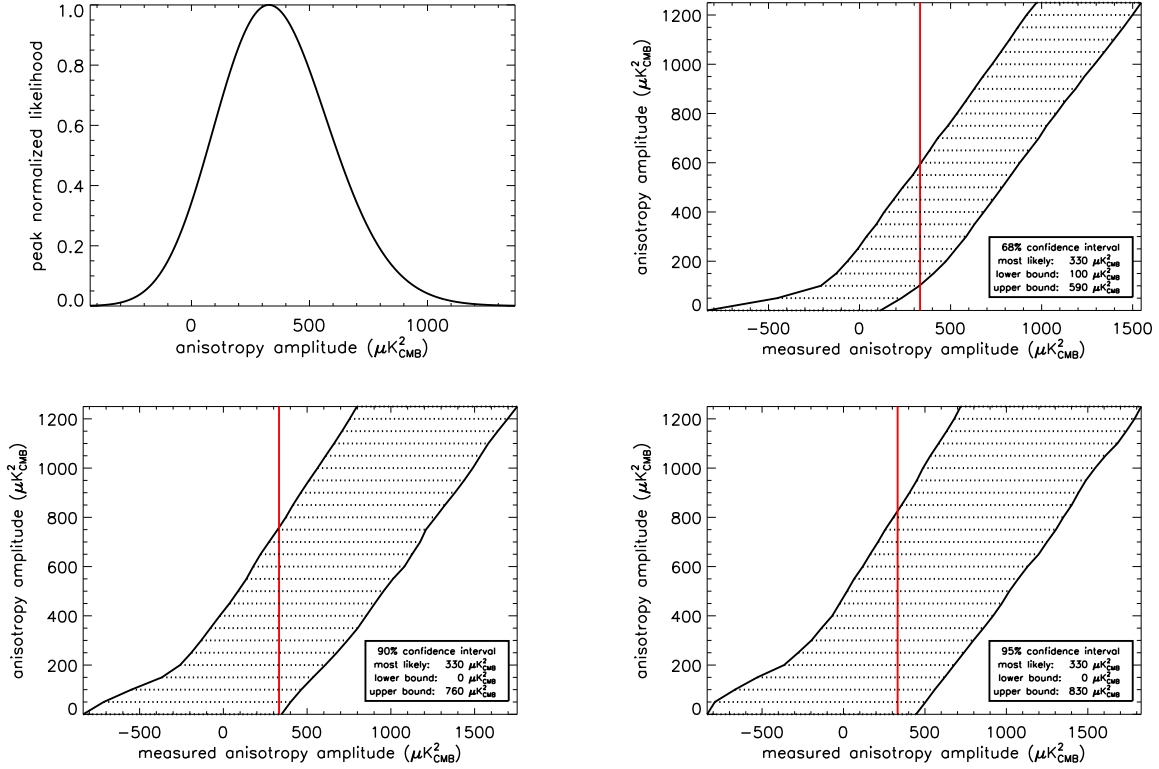 peak normalized likelihood
1.0
0.8
0.6
0.4
0.2
0.0
0 500 1000
anisotropy amplitude (μK²CMB)
anisotropy amplitude (μK²CMB)
1200
1000
800
600
400
200
0
68% confidence interval
most likely: 330 μK²CMB
lower bound: 100 μK²CMB
upper bound: 590 μK²CMB
−500 0 500 1000 1500
measured anisotropy amplitude (μK²CMB)
anisotropy amplitude (μK²CMB)
1200
1000
800
600
400
200
0
90% confidence interval
most likely: 330 μK²CMB
lower bound: 0 μK²CMB
upper bound: 760 μK²CMB
−500 0 500 1000 1500
measured anisotropy amplitude (μK²CMB)
anisotropy amplitude (μK²CMB)
1200
1000
800
600
400
200
0
95% confidence interval
most likely: 330 μK²CMB
lower bound: 0 μK²CMB
upper bound: 830 μK²CMB
−500 0 500 1000 1500
measured anisotropy amplitude (μK²CMB)